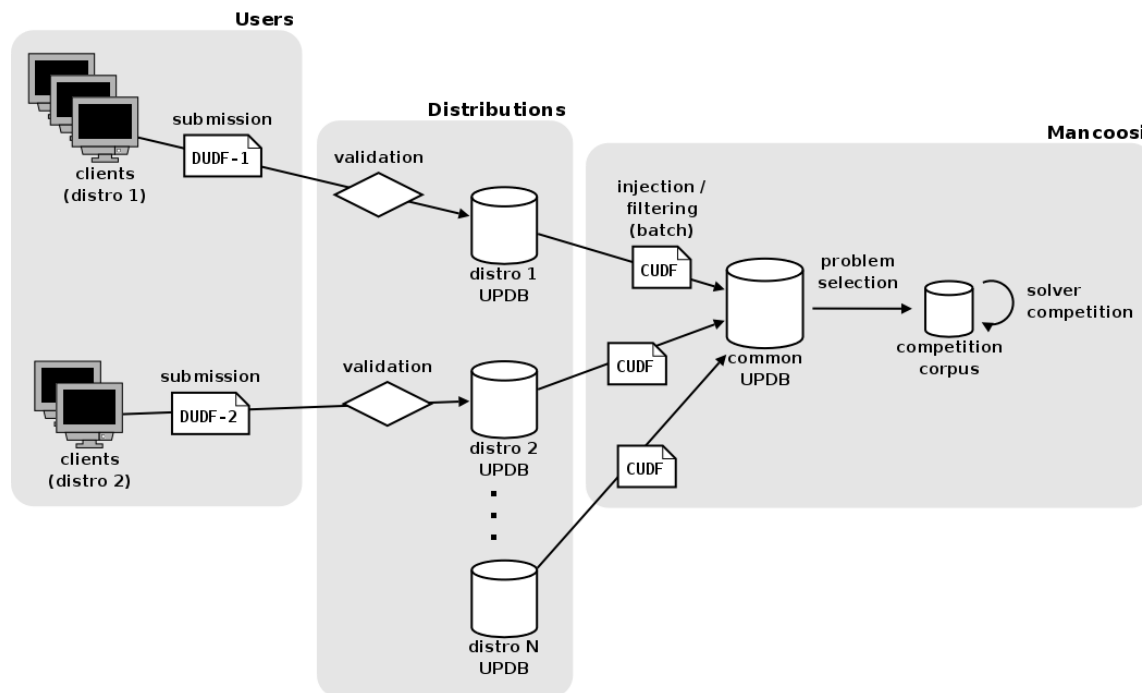 Users
submission
DUDF-1
clients
(distro 1)
submission
DUDF-2
clients
(distro 2)
Distributions
validation
distro 1
UPDB
validation
distro 2
UPDB
distro N
UPDB
Mancoosi
injection /
filtering
(batch)
CUDF
CUDF
CUDF
common
UPDB
problem
selection
competition
corpus
solver
competition